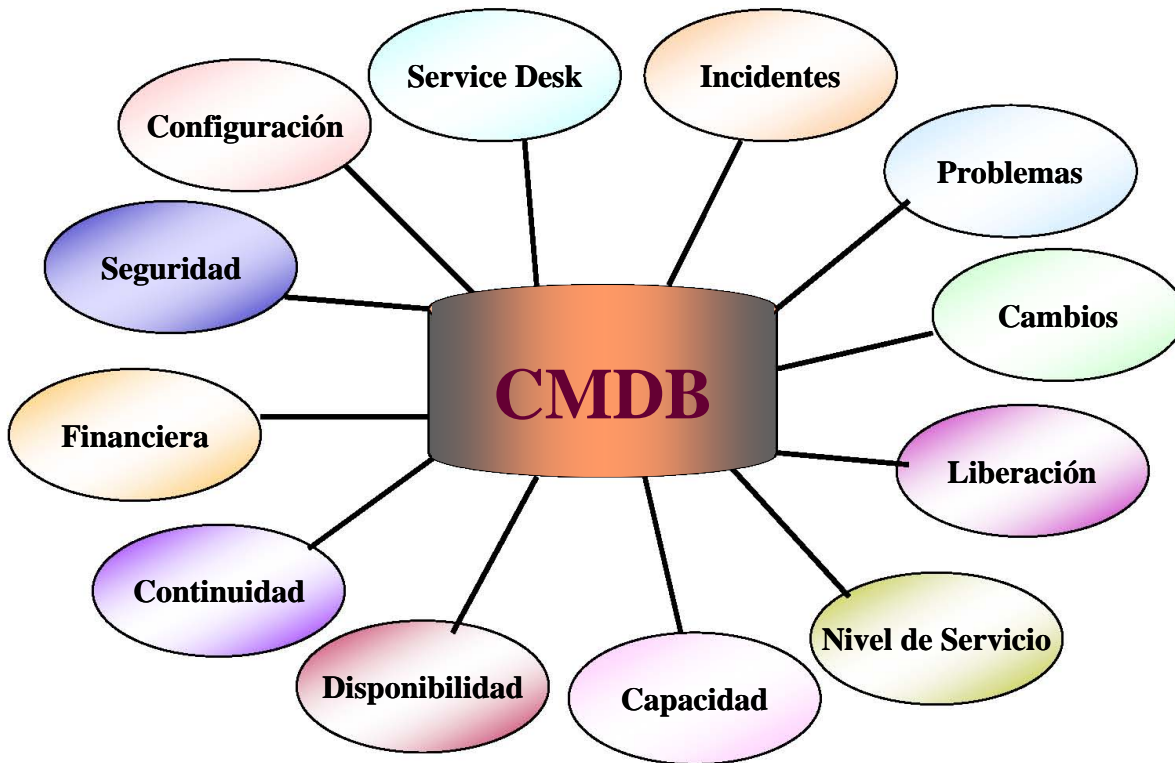 Service Desk
Incidentes
Configuración
Problemas
Seguridad
Cambios
CMDB
Financiera
Liberación
Continuidad
Nivel de Servicio
Disponibilidad
Capacidad